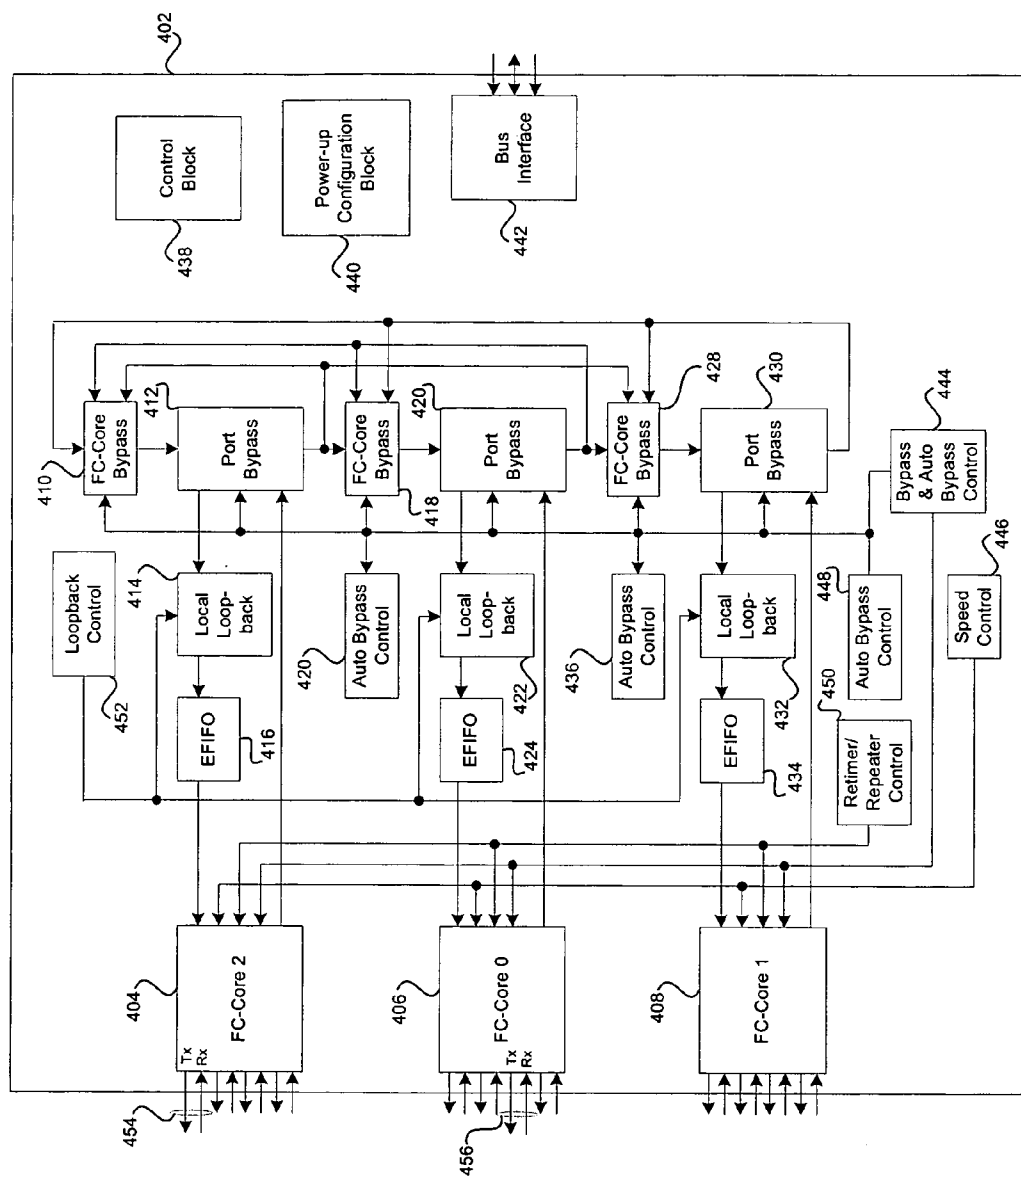 456
454
408
406
404
Tx
Rx
Tx
Rx
FC-Core 1
FC-Core 0
FC-Core 2
450
Retimer/
Repeater
Control
434
EFIFO
424
EFIFO
416
EFIFO
452
Loopback
Control
446
Speed
Control
448
Auto Bypass
Control
432
Local
Loop-
back
436
Auto Bypass
Control
422
Local
Loop-
back
420
Auto Bypass
Control
414
Local
Loop-
back
444
Bypass
& Auto
Bypass
Control
430
Port
Bypass
428
FC-Core
Bypass
420
Port
Bypass
418
FC-Core
Bypass
412
Port
Bypass
410
FC-Core
Bypass
442
Bus
Interface
440
Power-up
Configuration
Block
438
Control
Block
402